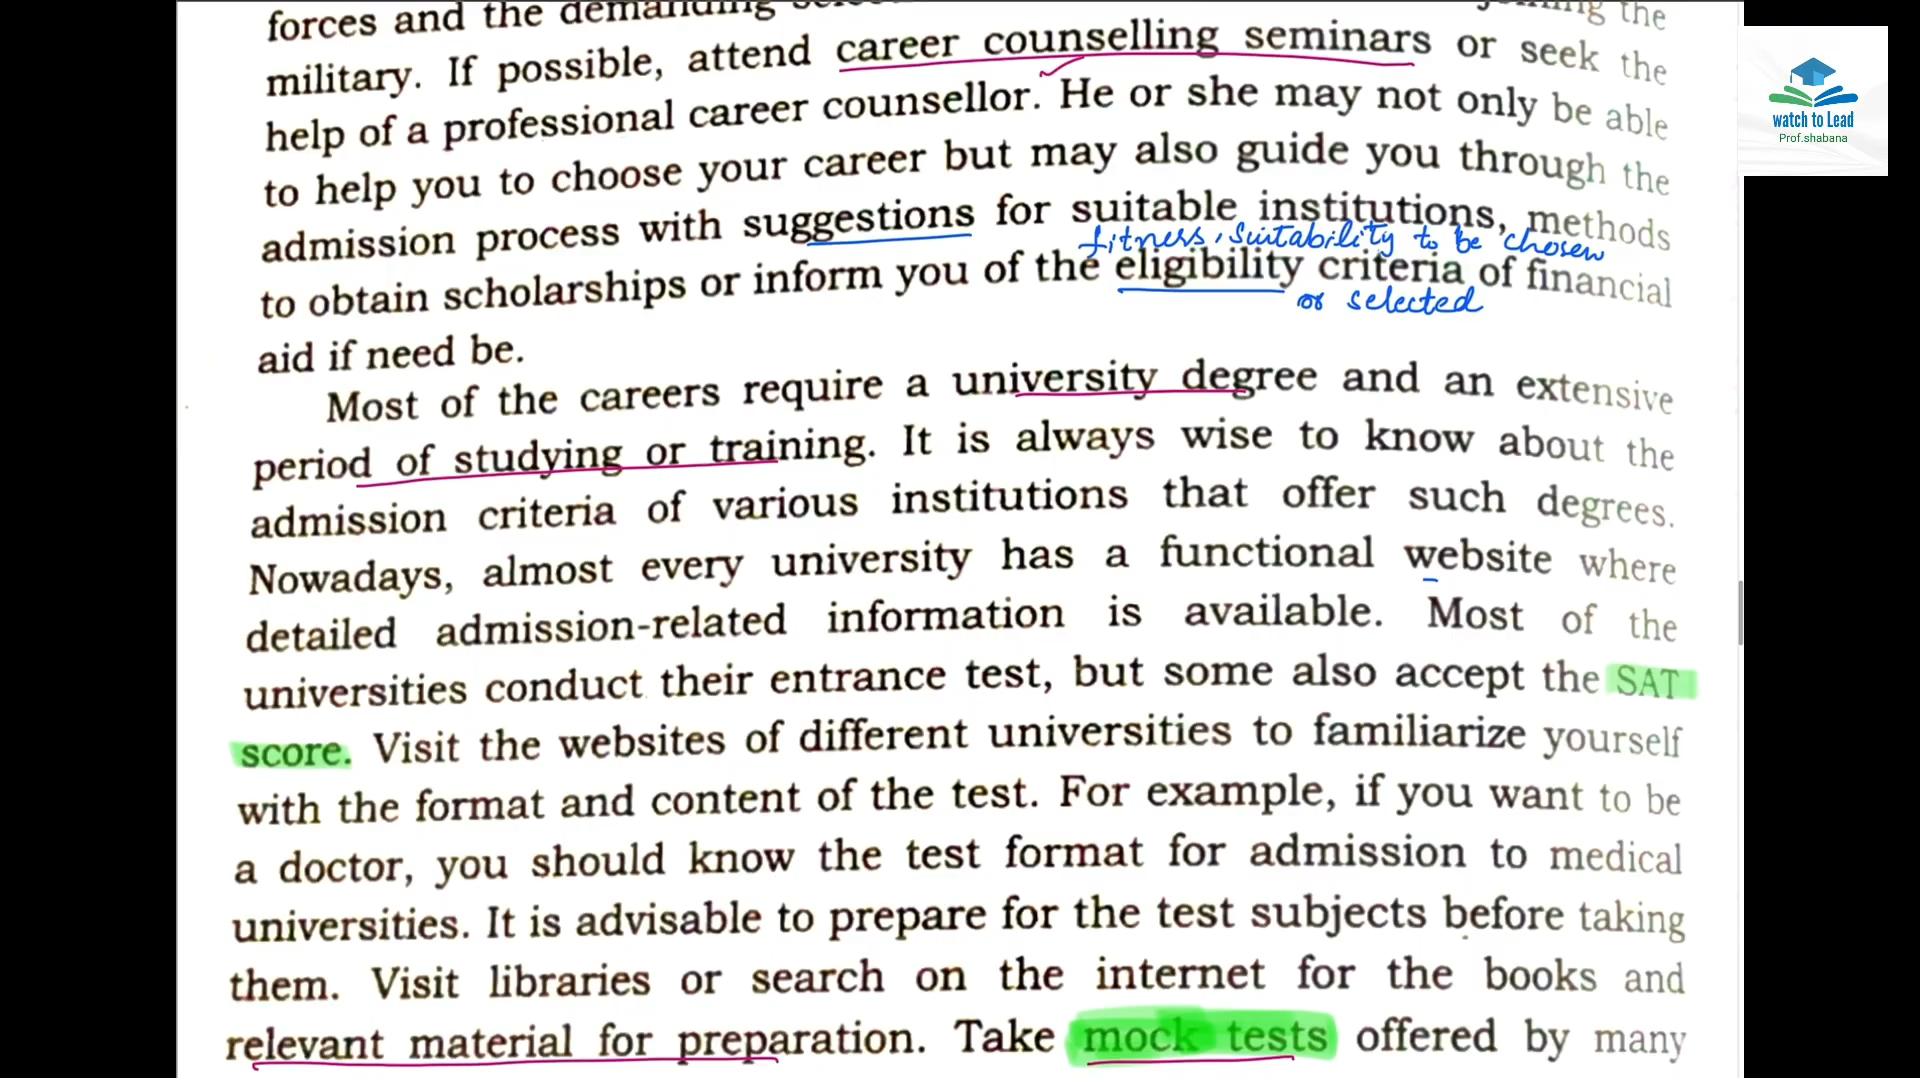 forces and the demanding
the
military. If possible, attend career counselling seminars or seek the
help of a professional career counsellor. He or she may not only be able
to help you to choose your career but may also guide you through the
admission process with suggestions for suitable institutions, methods
fitness, suitability to be chosen
to obtain scholarships or inform you of the eligibility criteria of financial
or selected
aid if need be.
Most of the careers require a university degree and an extensive
period of studying or training. It is always wise to know about the
admission criteria of various institutions that offer such degrees.
Nowadays, almost every university has a functional website where
detailed admission-related information is available. Most of the
universities conduct their entrance test, but some also accept the SAT
score. Visit the websites of different universities to familiarize yourself
with the format and content of the test. For example, if you want to be
a doctor, you should know the test format for admission to medical
universities. It is advisable to prepare for the test subjects before taking
them. Visit libraries or search on the internet for the books and
relevant material for preparation. Take mock tests offered by many
watch to Lead
Prof.shabana